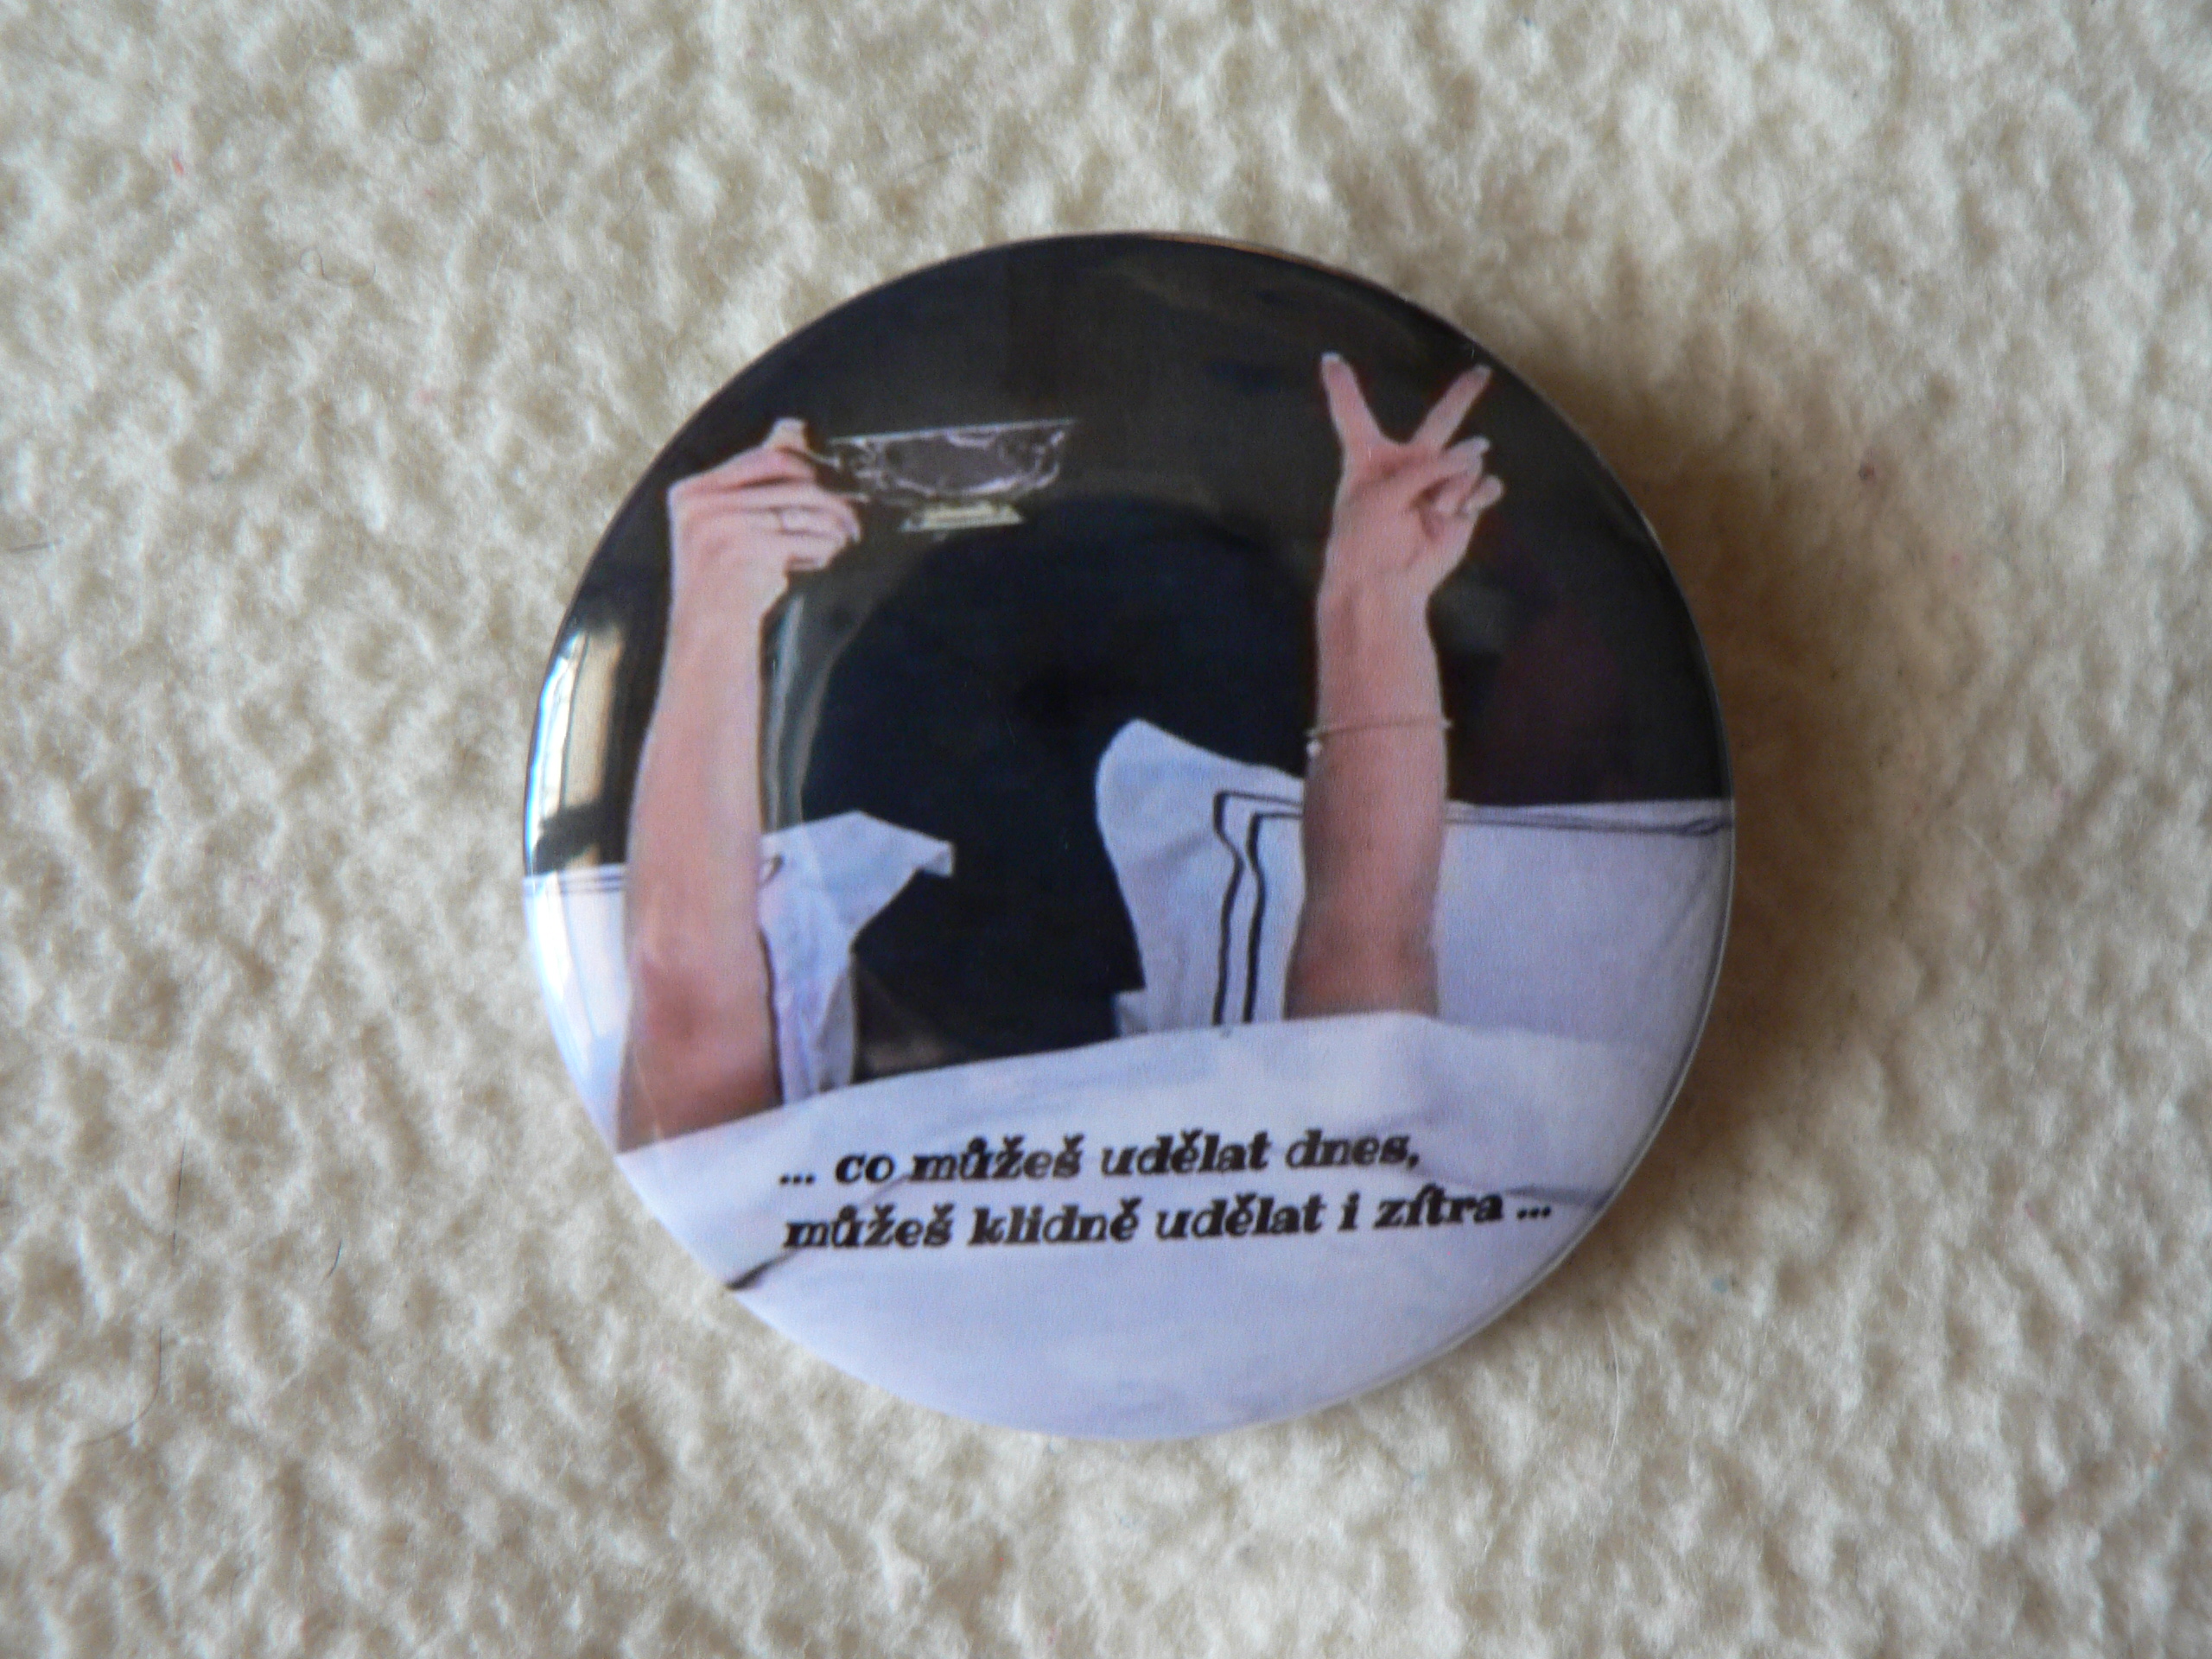 ... co můžeš udělat dnes,
můžeš klidně udělat i zítra ...